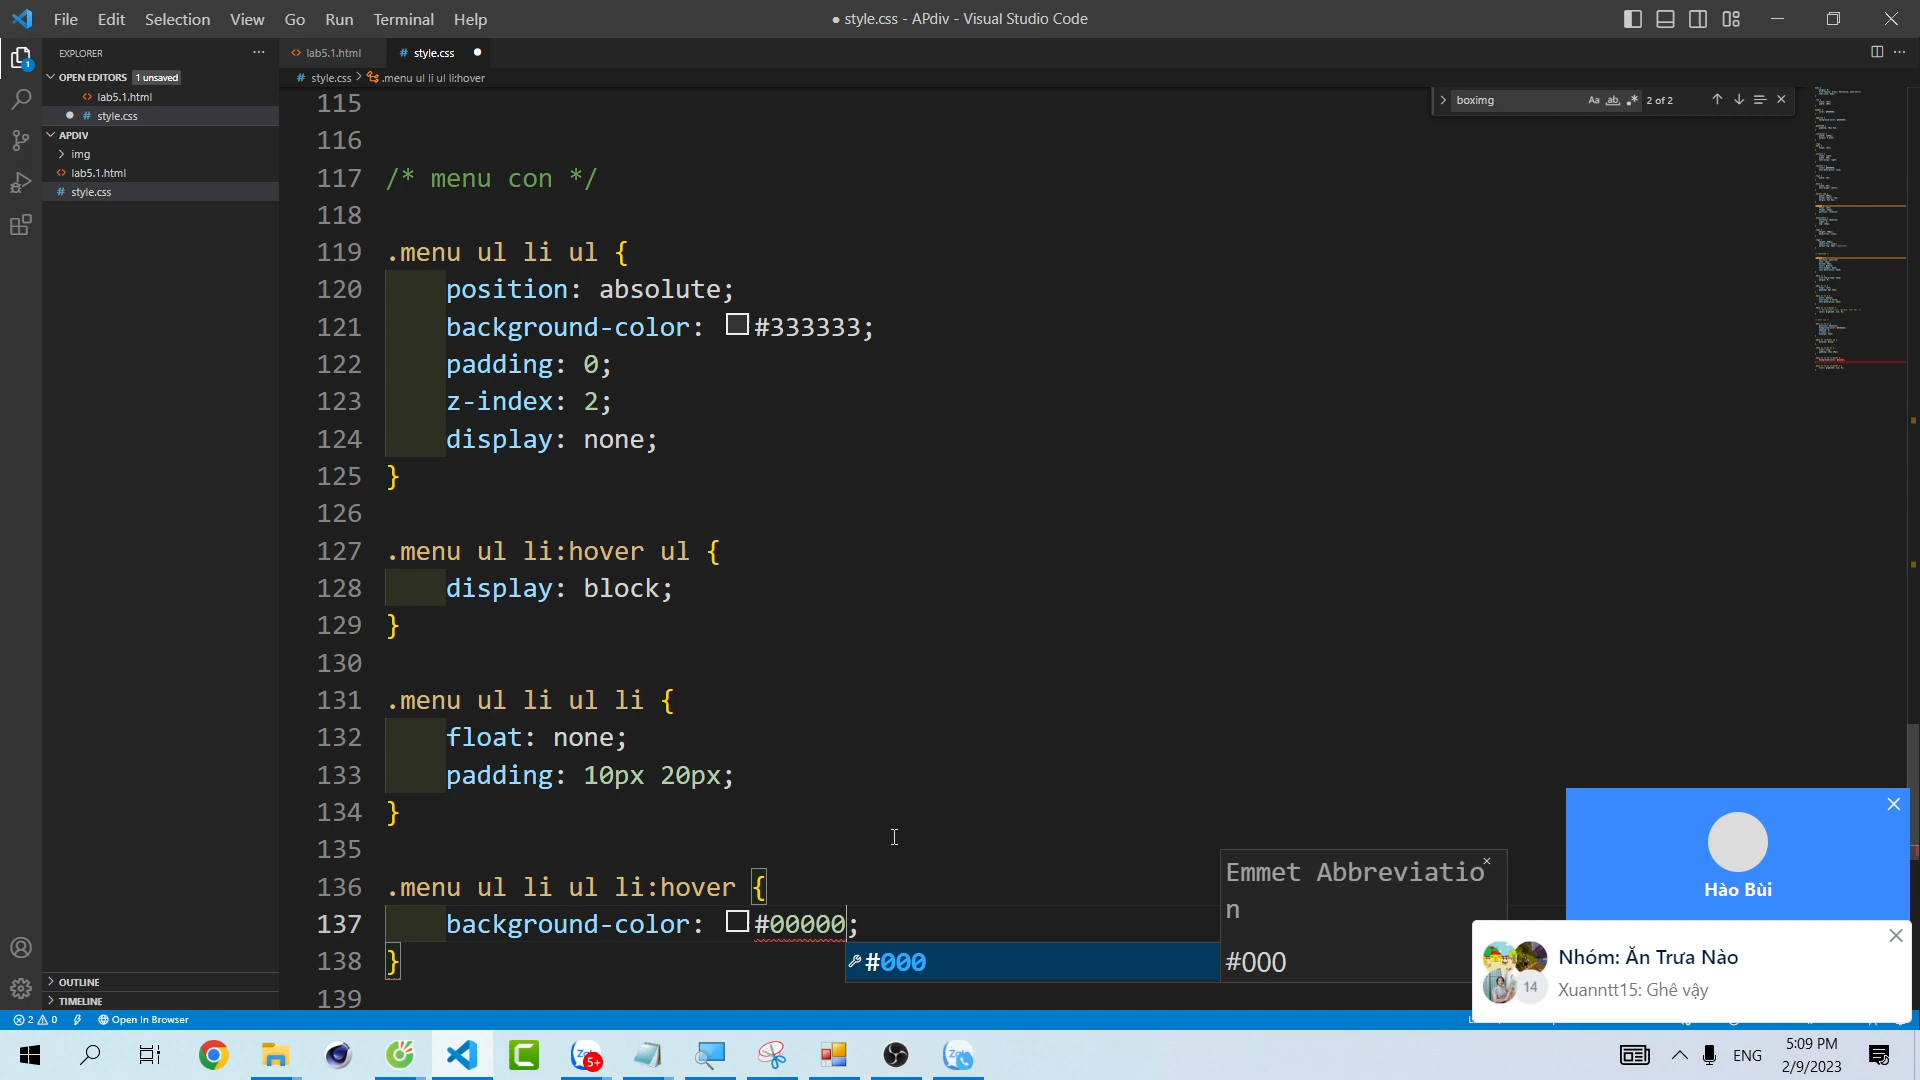 File Edit Selection View Go Run Terminal Help
● style.css - APdiv - Visual Studio Code
EXPLORER
OPEN EDITORS 1 unsaved
lab5.1.html
# style.css
APDIV
img
lab5.1.html
# style.css
OUTLINE
TIMELINE
lab5.1.html
# style.css
# style.css > .menu ul li ul li:hover
boximg Aa ab 2 of 2
115
116
117 /* menu con */
118
119 .menu ul li ul {
120 position: absolute;
121 background-color: #333333;
122 padding: 0;
123 z-index: 2;
124 display: none;
125 }
126
127 .menu ul li:hover ul {
128 display: block;
129 }
130
131 .menu ul li ul li {
132 float: none;
133 padding: 10px 20px;
134 }
135
136 .menu ul li ul li:hover {
137 background-color: #00000;
138 }
139
#000
Emmet Abbreviatio
n
#000
Hào Bùi
Nhóm: Ăn Trưa Nào
Xuanntt15: Ghê vậy
14
2 0 Open In Browser
5+
ENG
5:09 PM
2/9/2023